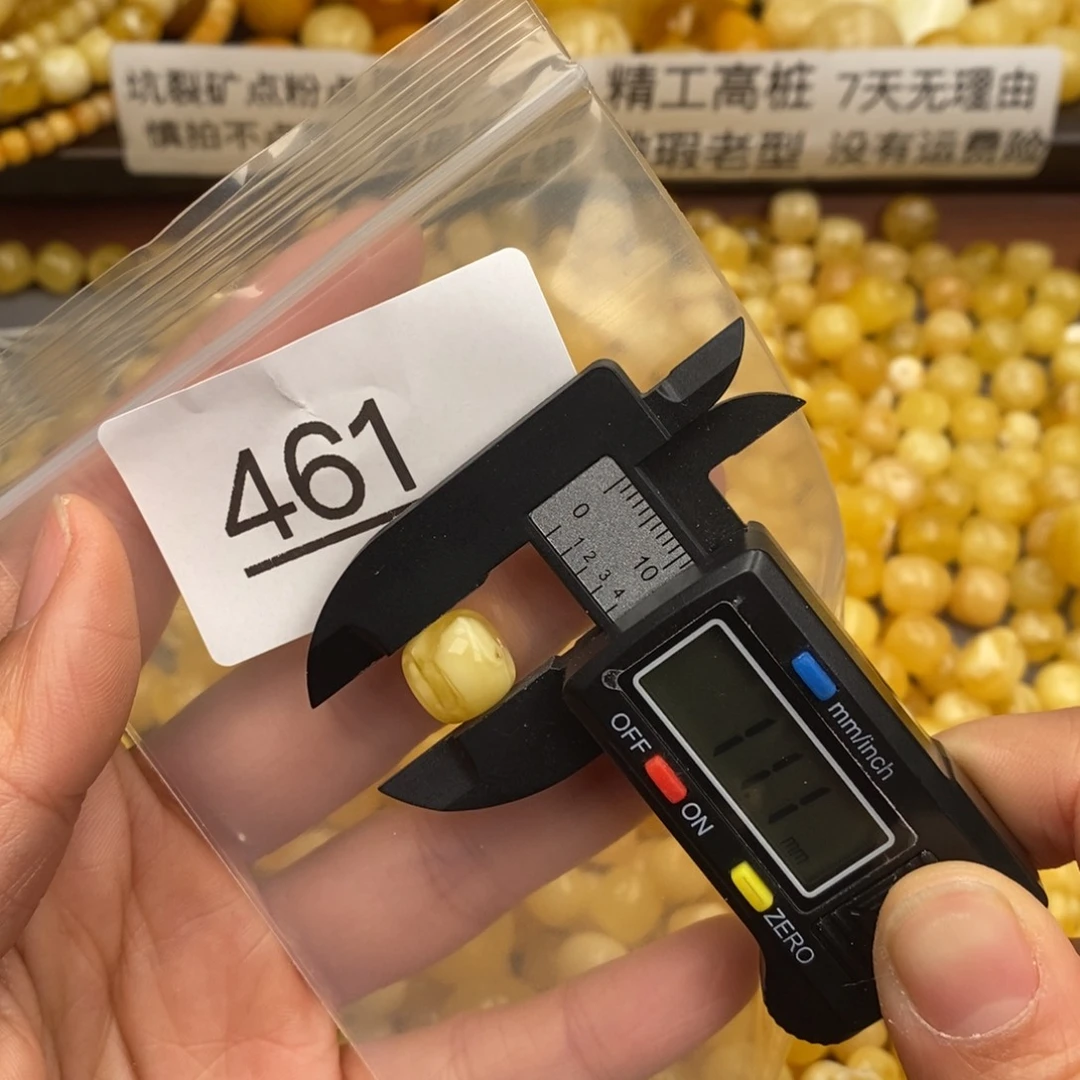 坑裂矿点粉点
慎拍不
精工高桩 7天无理由
瑕老型 没有运费险
461
0
10
1 2 3 4
mm/inch
OFF
ON
mm
ZERO